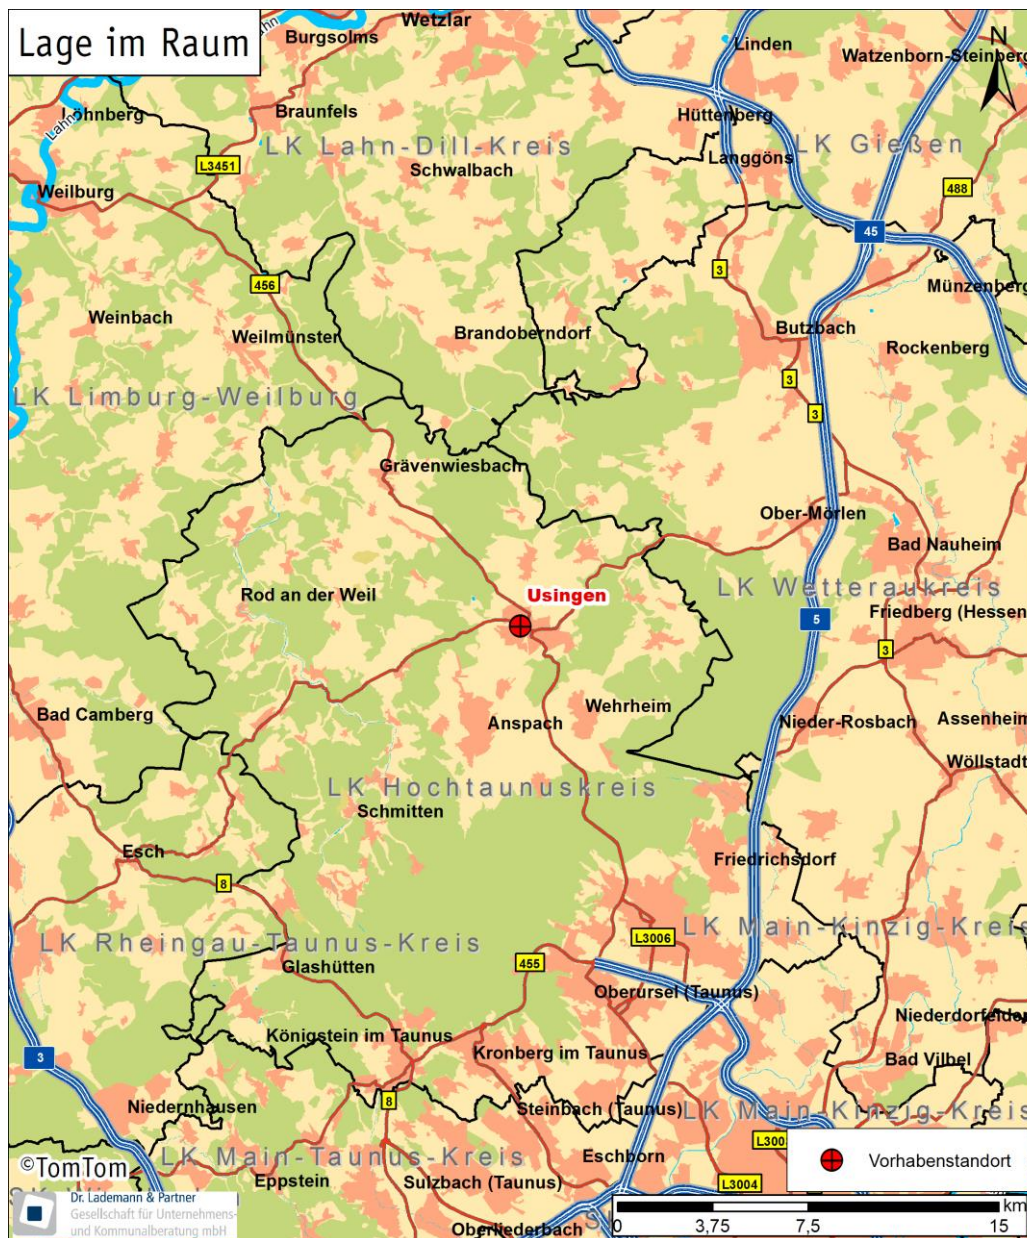 Lage im Raum
N
Wetzlar
Burgsolms
Linden
Watzenborn-Steinberg
Löhnberg
Lahn
Braunfels
Hüttenberg
LK Lahn-Dill-Kreis
LK Gießen
Langgöns
L3451
Schwalbach
Weilburg
488
45
3
456
Münzenberg
Weinbach
Weilmünster
Brandoberndorf
Butzbach
Rockenberg
3
LK Limburg-Weilburg
3
Grävenwiesbach
Ober-Mörlen
Bad Nauheim
LK Wetteraukreis
Rod an der Weil
Usingen
Friedberg (Hessen
5
3
Bad Camberg
Anspach
Wehrheim
Nieder-Rosbach
Assenheim
Wöllstadt
LK Hochtaunuskreis
Schmitten
Esch
Friedrichsdorf
8
LK Main-Kinzig-Kreis
LK Rheingau-Taunus-Kreis
L3006
Glashütten
455
Oberursel (Taunus)
Niederdorfelden
Königstein im Taunus
Kronberg im Taunus
Bad Vilbel
3
Niedernhausen
8
Steinbach (Taunus)
LK Main-Kinzig-Kreis
Eschborn
LK Main-Taunus-Kreis
Vorhabenstandort
©TomTom
Eppstein
Sulzbach (Taunus)
L3004
Dr. Lademann & Partner
Gesellschaft für Unternehmens-
und Kommunalberatung mbH
Oberliederbach
km
0 3,75 7,5 15